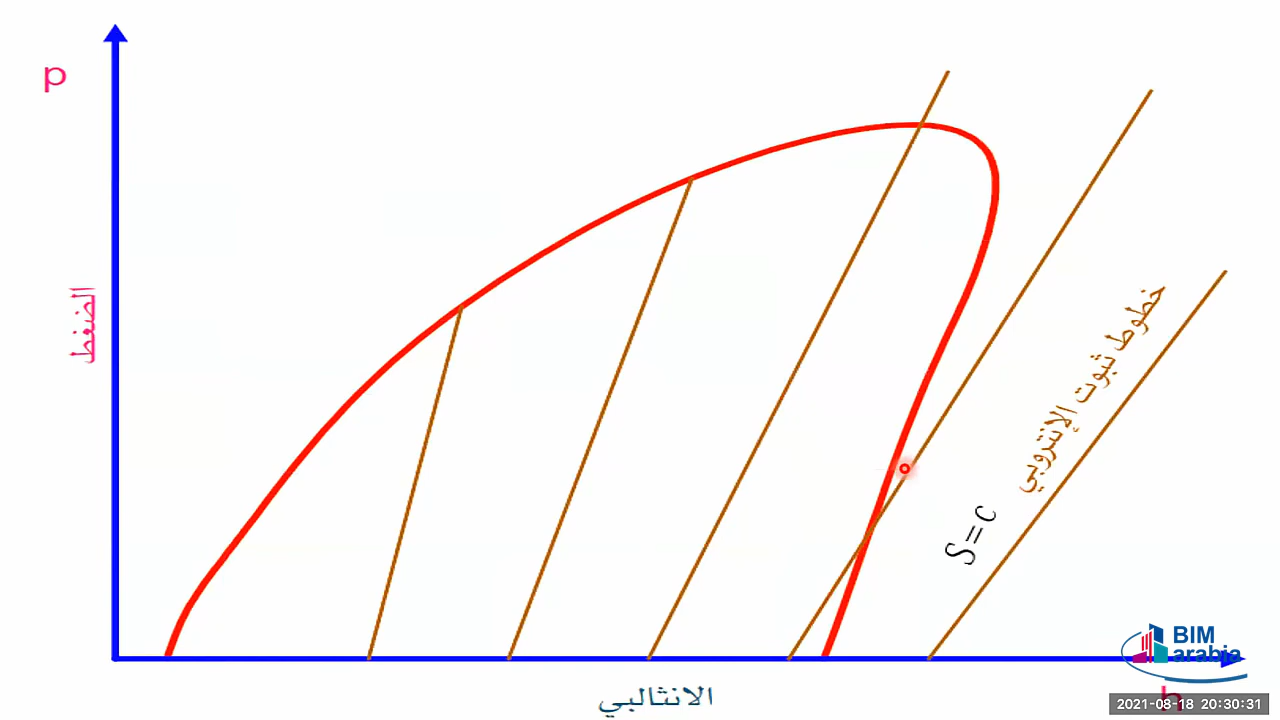 p
الضغط
خطوط ثبوت الإنتروبي
S=c
BIM
arabia
الانثالبي
h
2021-08-18 20:30:31